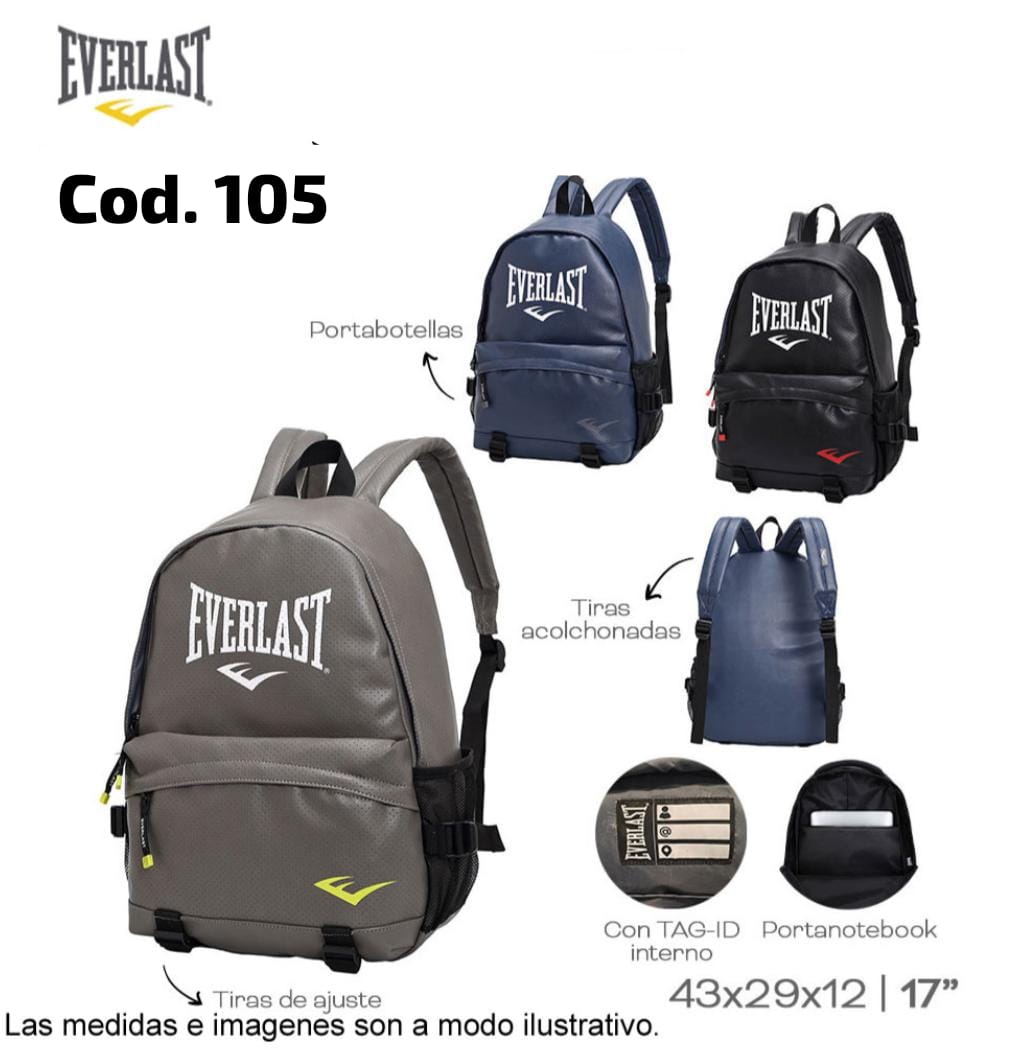 EVERLAST
Cod. 105
EVERLAST
EVERLAST
Portabotellas
EVERLAST
Tiras
acolchonadas
EVERLAST
Con TAG-ID
interno
Portanotebook
43x29x12 | 17”
Tiras de ajuste
Las medidas e imagenes son a modo ilustrativo.